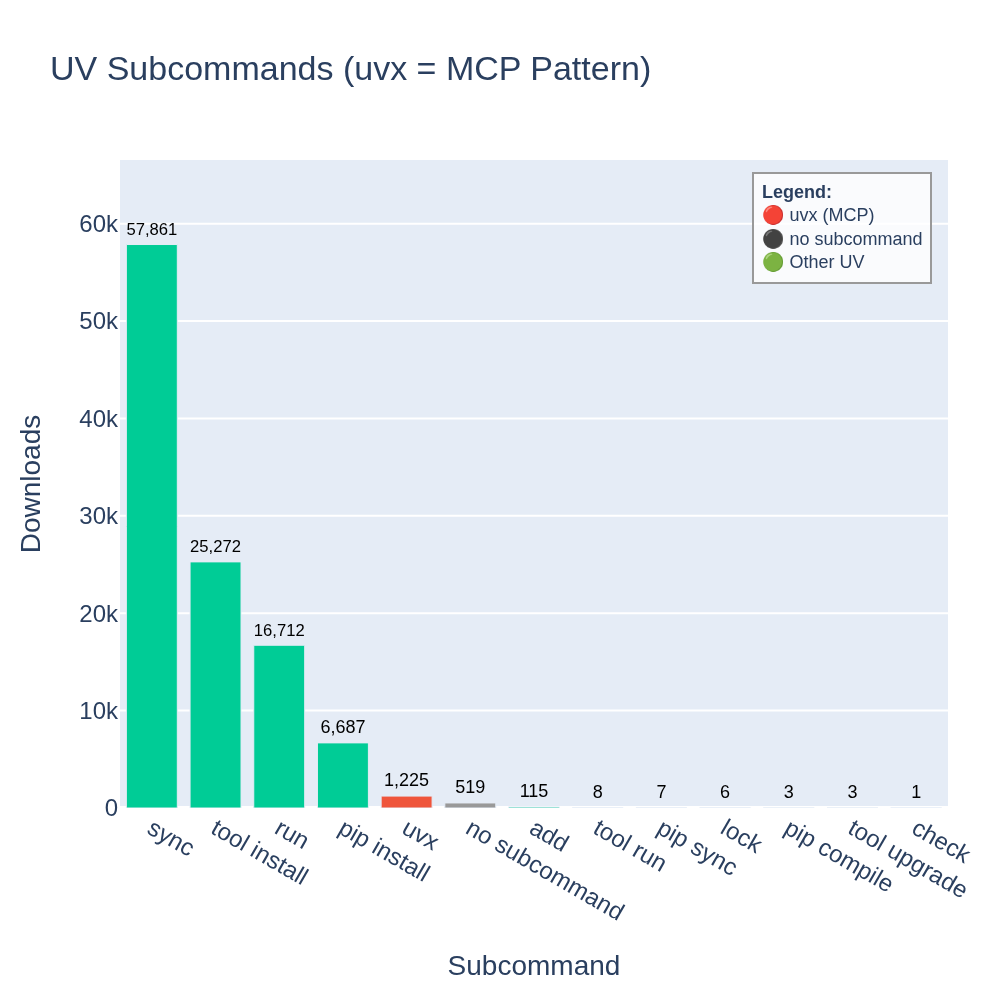 UV Subcommands (uvx = MCP Pattern)
Legend:
uvx (MCP)
no subcommand
Other UV
60k
50k
40k
30k
20k
10k
0
Downloads
57,861
25,272
16,712
6,687
1,225
519
115
8
7
6
3
3
1
sync
tool install
run
pip install
uvx
no subcommand
add
tool run
pip sync
lock
pip compile
tool upgrade
check
Subcommand